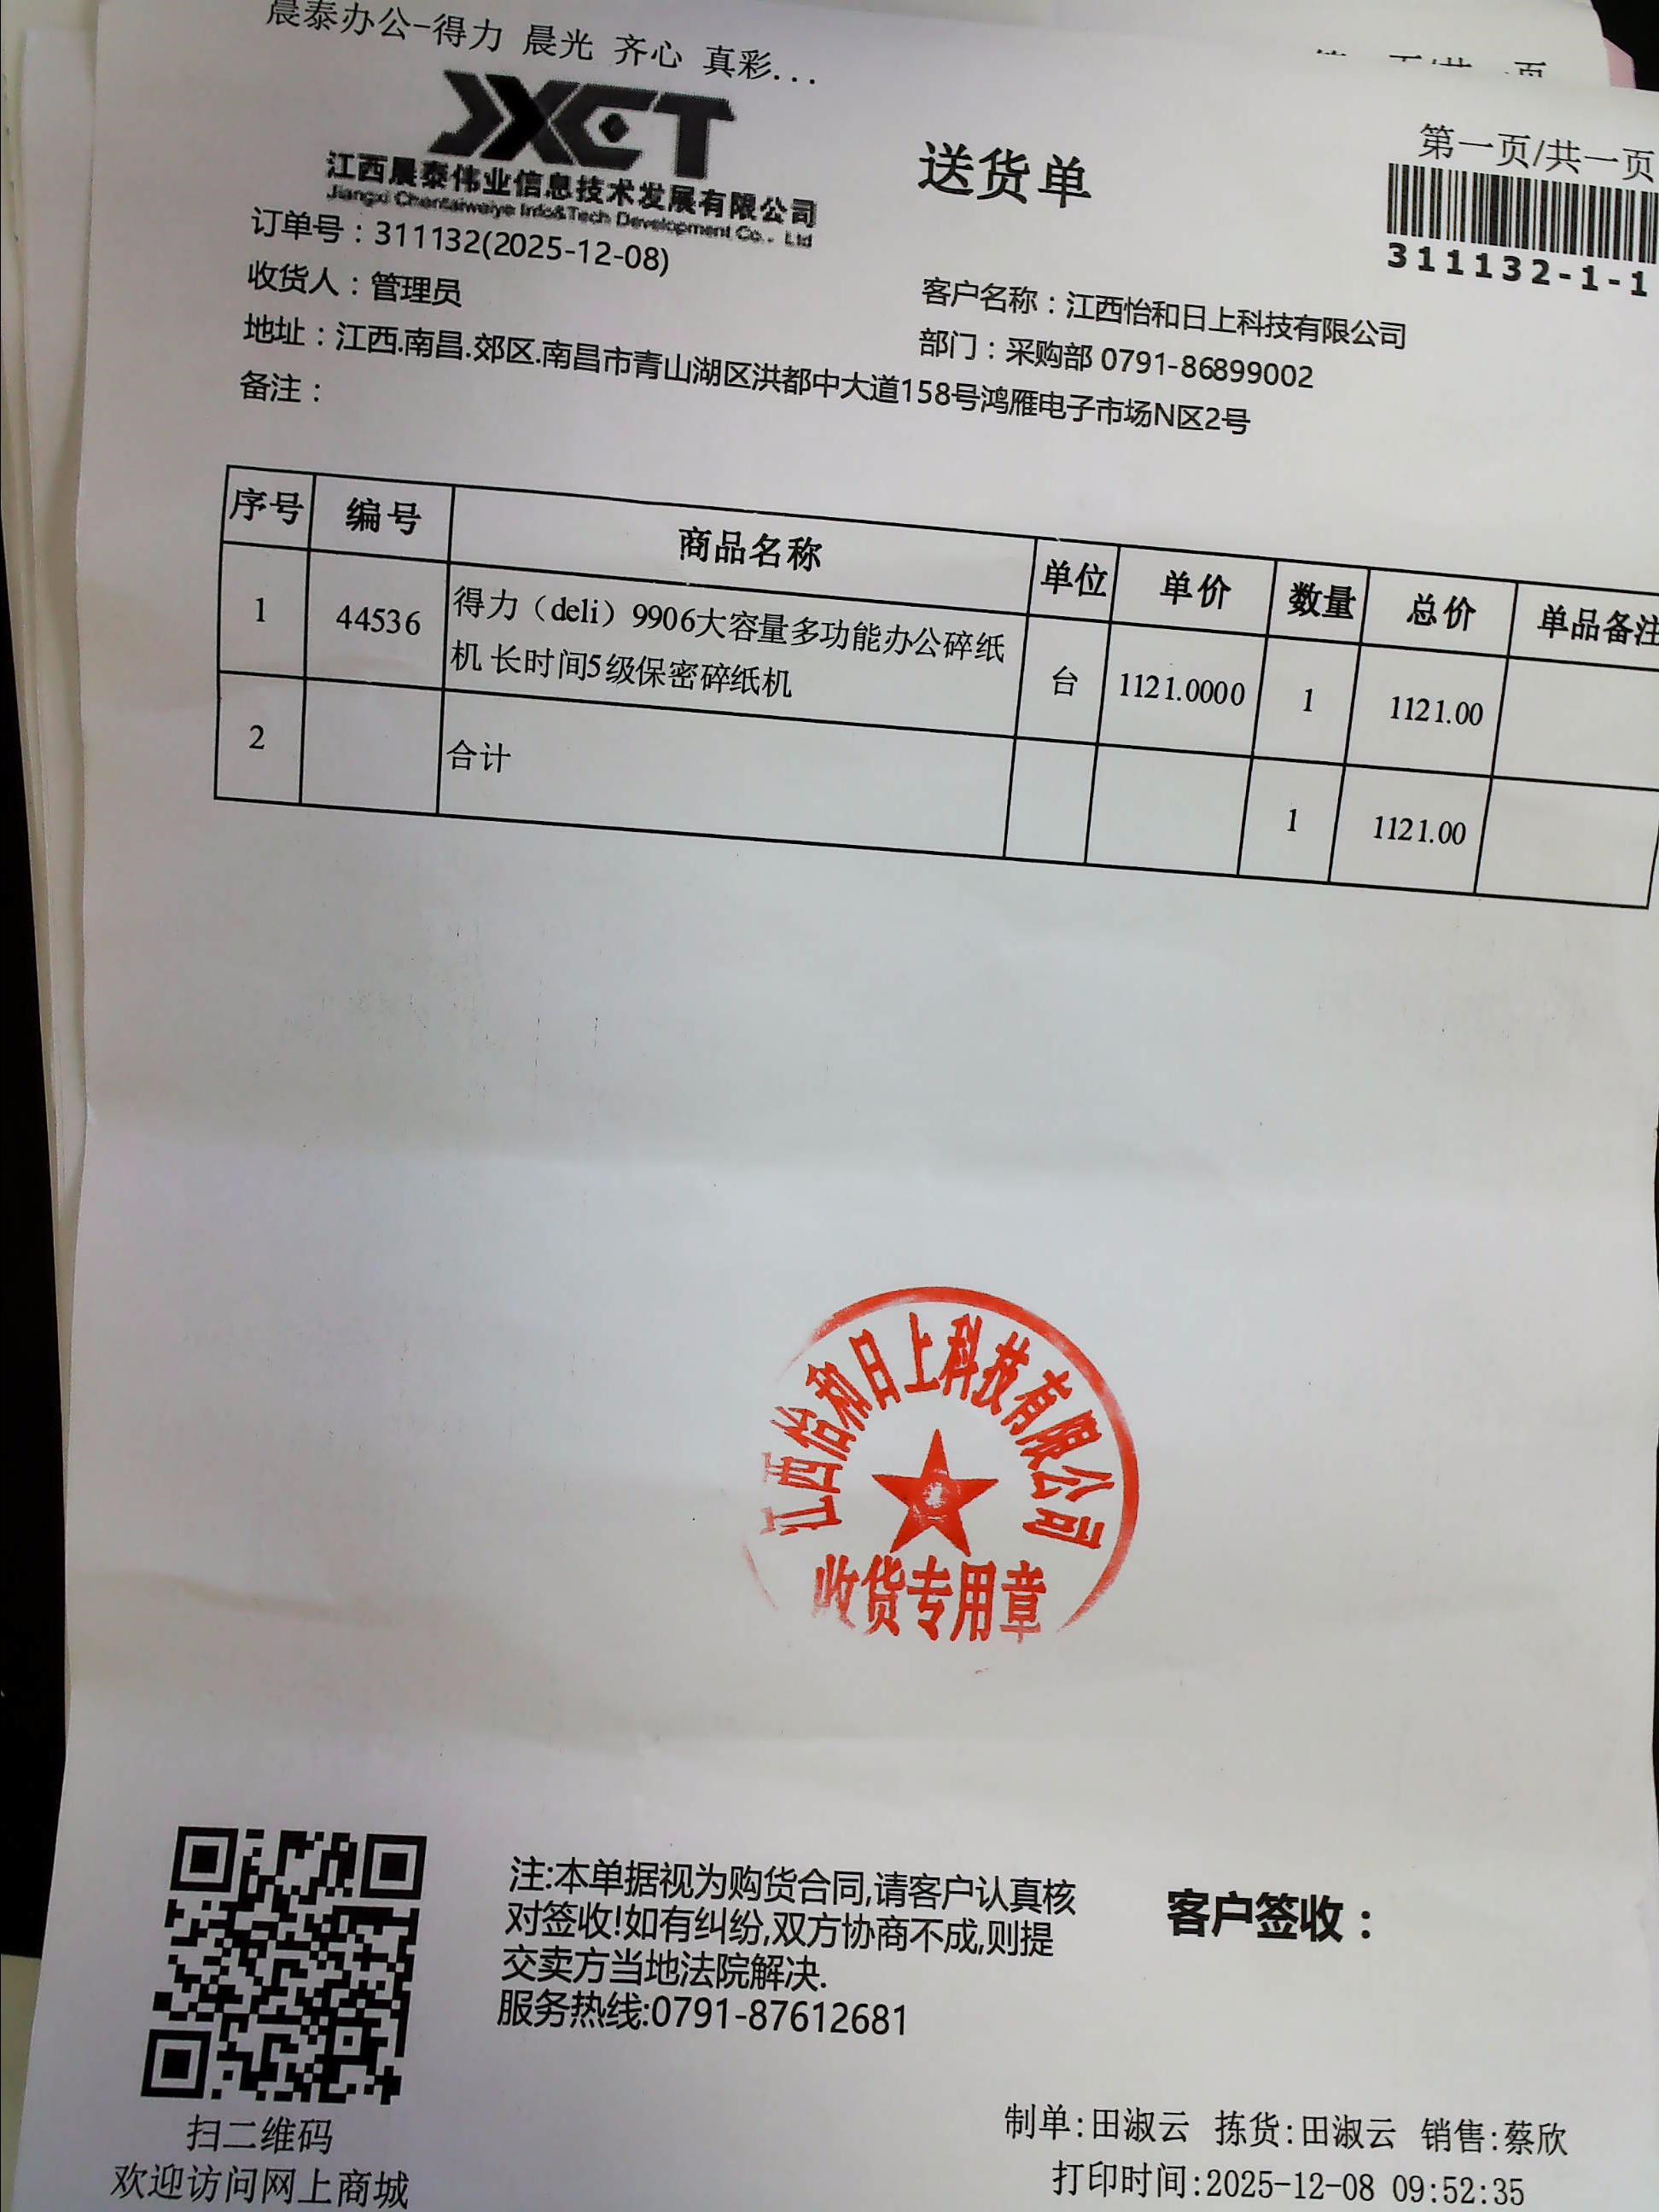 晨泰办公-得力 晨光 齐心 真彩...
JXCT
江西晨泰伟业信息技术发展有限公司
Jiangxi Chentaiweiye Info&Tech Development Co., Ltd
送货单
第一页/共一页
311132-1-1
订单号：311132(2025-12-08)
收货人：管理员
客户名称：江西怡和日上科技有限公司
部门：采购部 0791-86899002
地址：江西.南昌.郊区.南昌市青山湖区洪都中大道158号鸿雁电子市场N区2号
备注：
序号 编号 商品名称 单位 单价 数量 总价 单品备注
1 44536 得力（deli）9906大容量多功能办公碎纸
机 长时间5级保密碎纸机 台 1121.0000 1 1121.00
2 合计 1 1121.00
江西怡和日上科技有限公司
收货专用章
注:本单据视为购货合同,请客户认真核
对签收!如有纠纷,双方协商不成,则提
交卖方当地法院解决.
服务热线:0791-87612681
客户签收：
扫二维码
欢迎访问网上商城
制单:田淑云 拣货:田淑云 销售:蔡欣
打印时间:2025-12-08 09:52:35